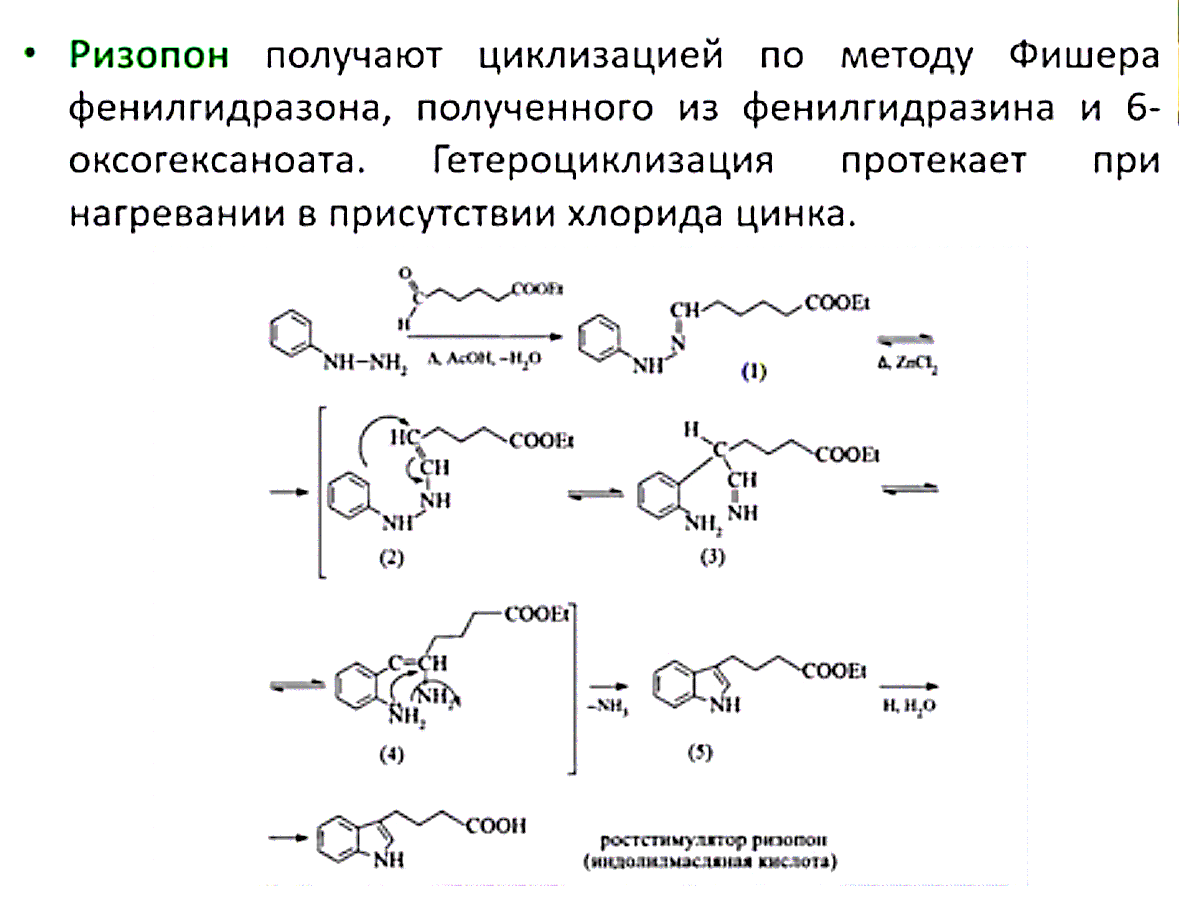 • Ризопон получают циклизацией по методу Фишера
фенилгидразона, полученного из фенилгидразина и 6-
оксогексаноата. Гетероциклизация протекает при
нагревании в присутствии хлорида цинка.
O
C
H
COOEt
NH–NH₂
Δ, AcOH, –H₂O
CH
COOEt
N
NH
(1)
Δ, ZnCl₂
HC
COOEt
CH
NH
NH
(2)
H
C
COOEt
CH
NH₂
NH
(3)
COOEt
C=CH
NH₂
NH₂
(4)
–NH₃
COOEt
NH
(5)
H, H₂O
COOH
NH
ростстимулятор ризопон
(индолилмасляная кислота)